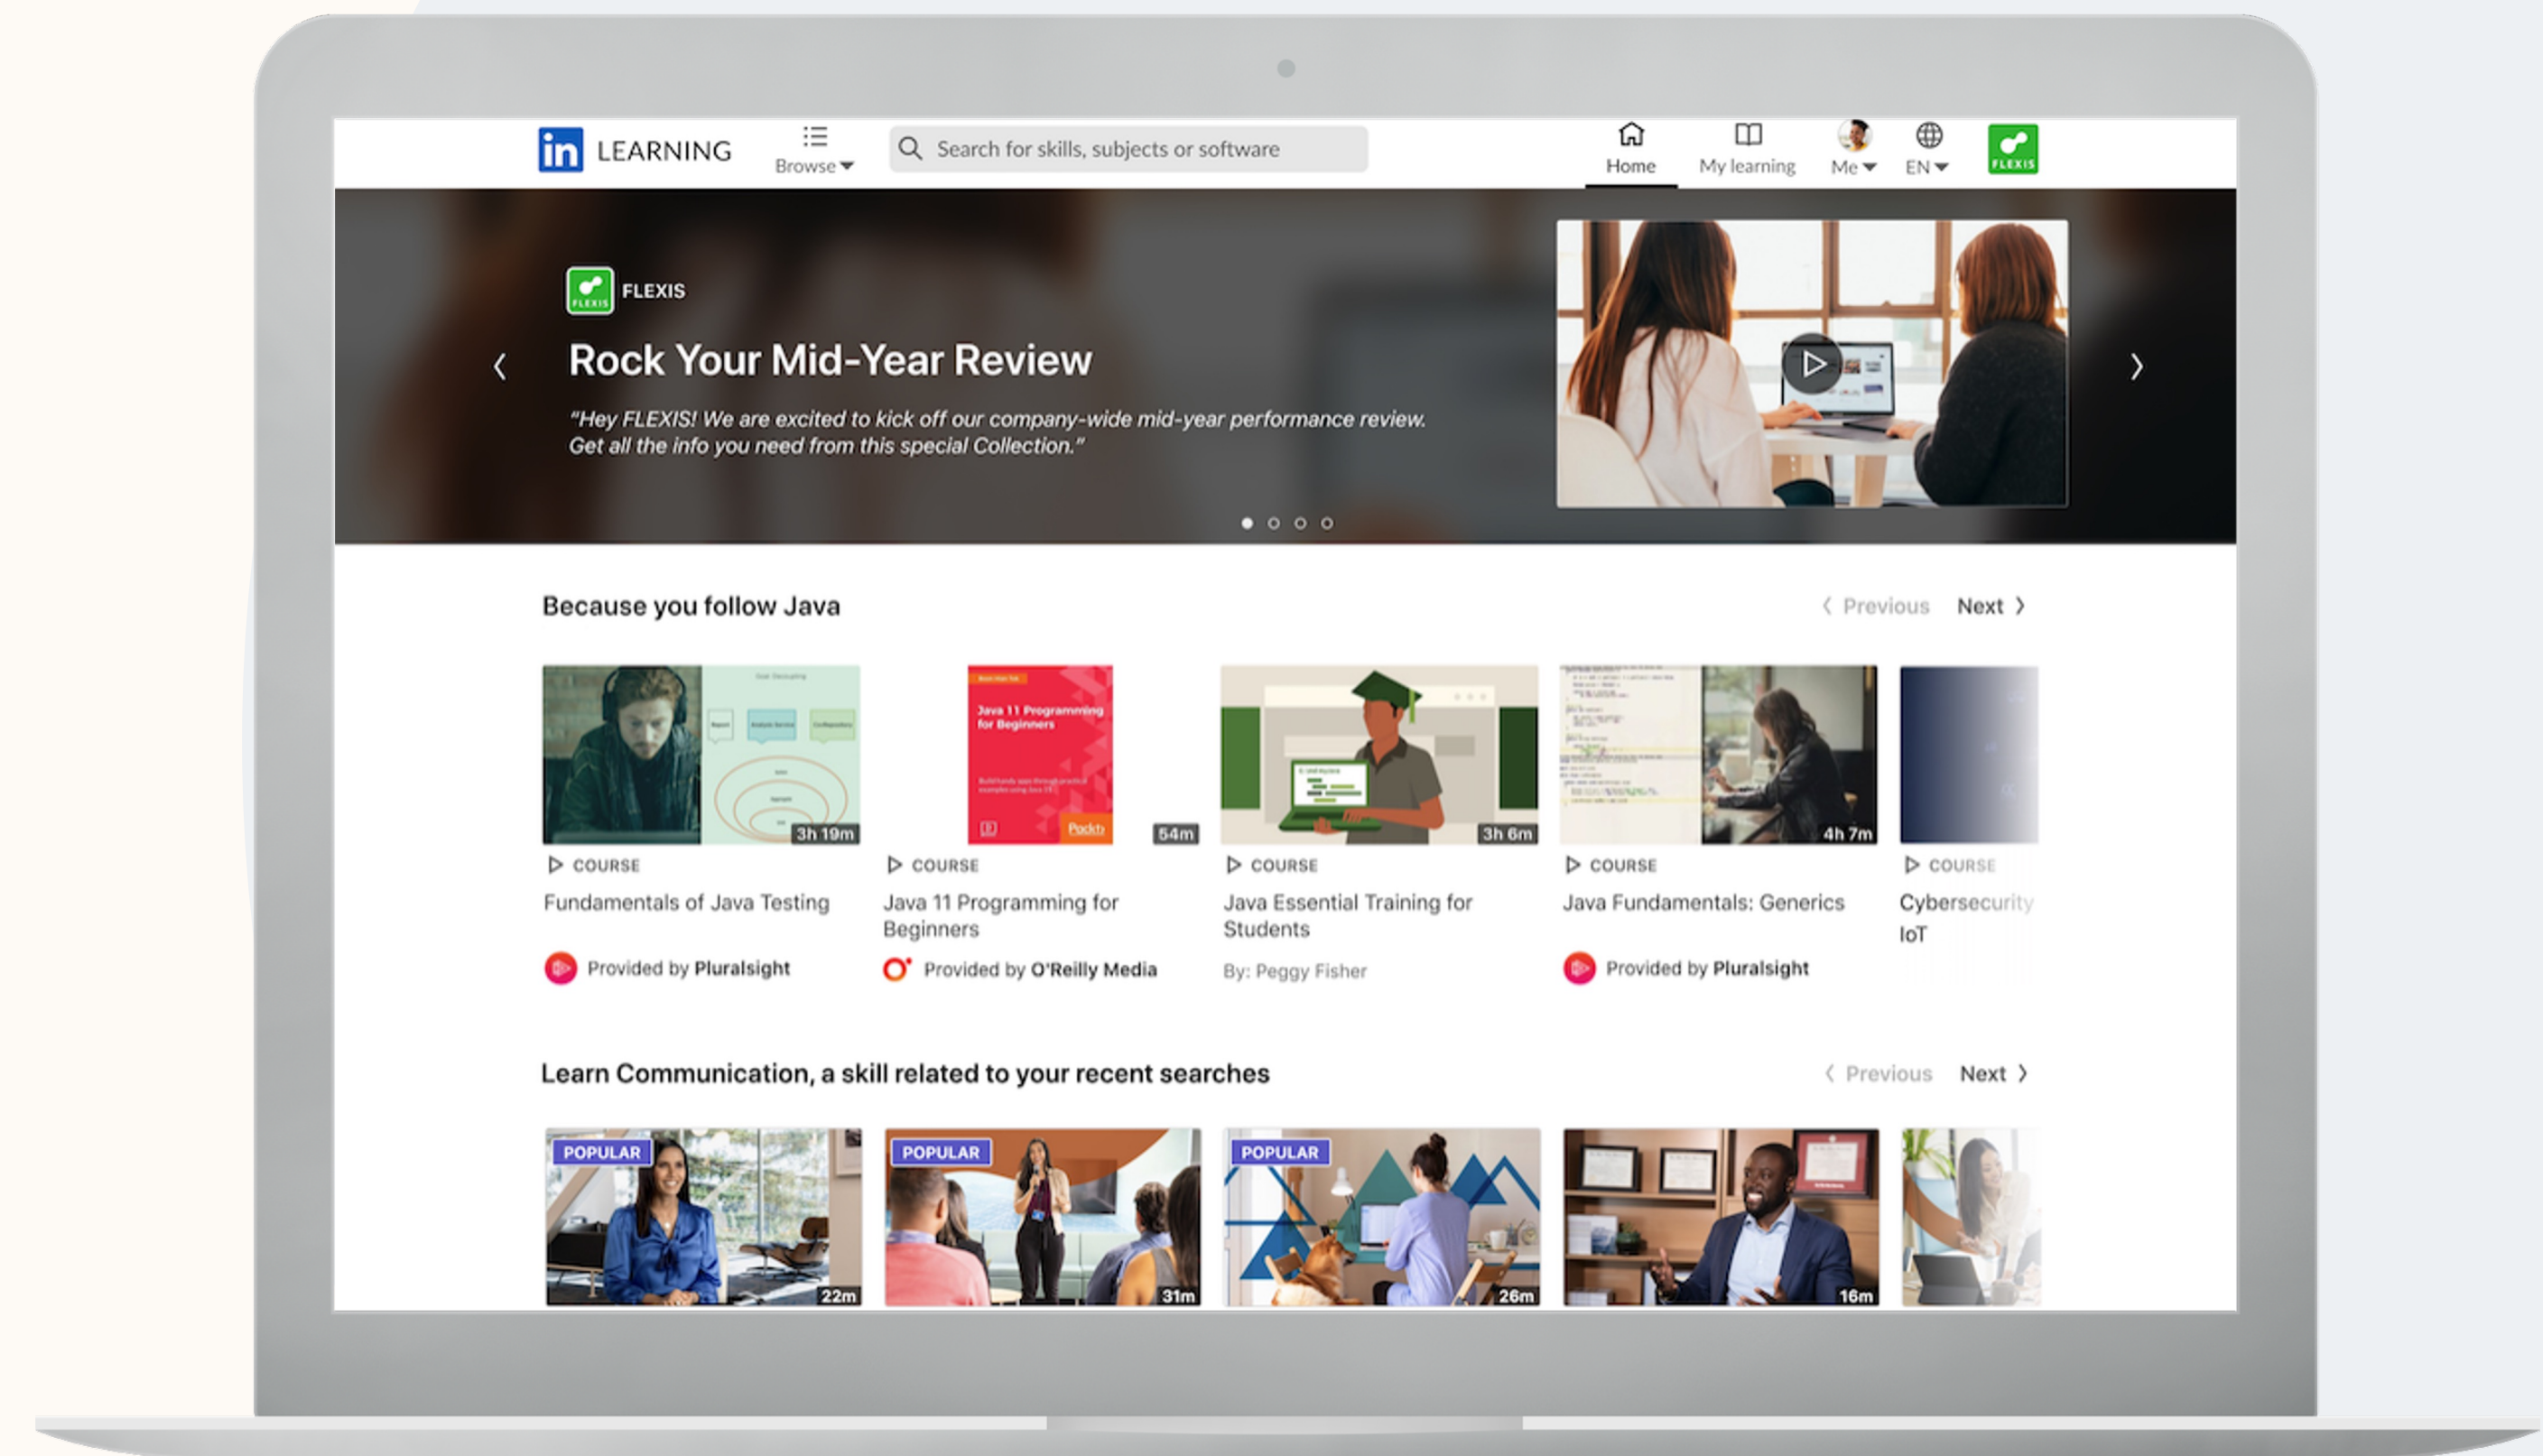 in LEARNING
Browse
Search for skills, subjects or software
Home
My learning
Me
EN
FLEXIS
FLEXIS
FLEXIS
Rock Your Mid-Year Review
“Hey FLEXIS! We are excited to kick off our company-wide mid-year performance review.
Get all the info you need from this special Collection.”
Because you follow Java
Previous
Next
3h 19m
COURSE
Fundamentals of Java Testing
Provided by Pluralsight
Java 11 Programming
for Beginners
Packt>
54m
COURSE
Java 11 Programming for
Beginners
Provided by O'Reilly Media
3h 6m
COURSE
Java Essential Training for
Students
By: Peggy Fisher
4h 7m
COURSE
Java Fundamentals: Generics
Provided by Pluralsight
COURSE
Cybersecurity
IoT
Learn Communication, a skill related to your recent searches
Previous
Next
POPULAR
22m
POPULAR
31m
POPULAR
26m
16m